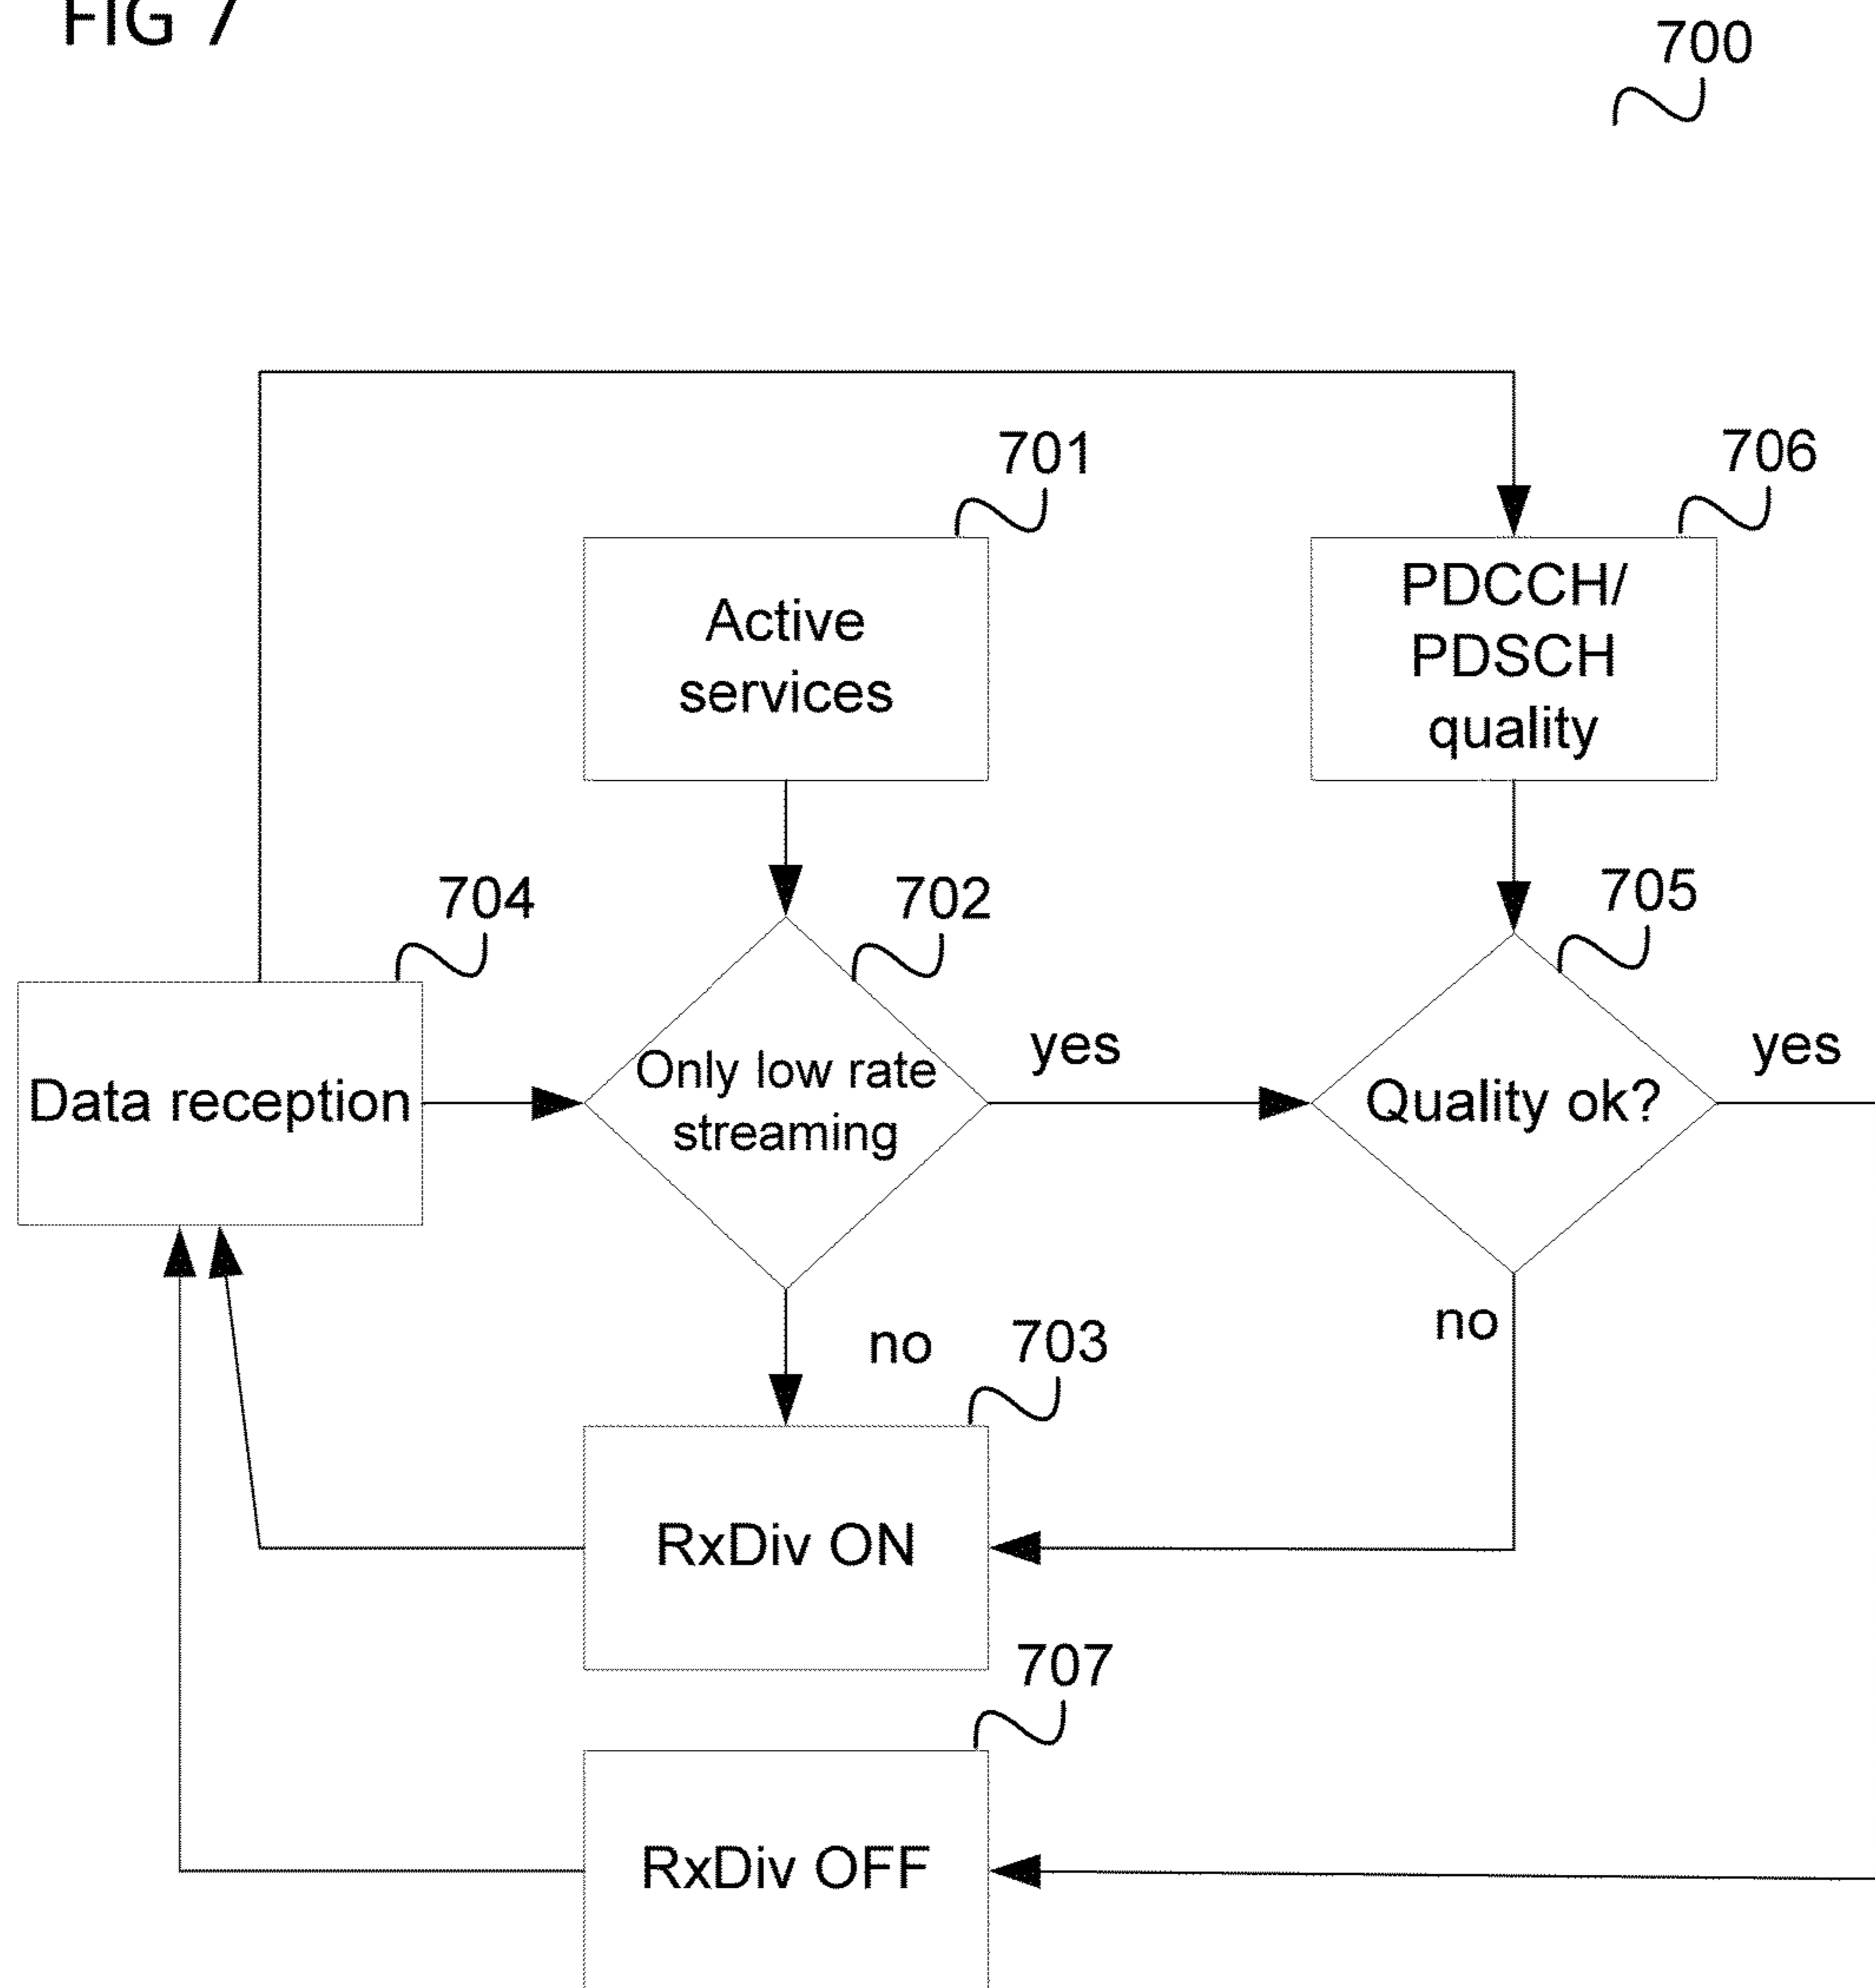 FIG 7
700
701
706
Active
services
PDCCH/
PDSCH
quality
704
702
705
Data reception
Only low rate
streaming
yes
Quality ok?
yes
no
703
no
RxDiv ON
707
RxDiv OFF